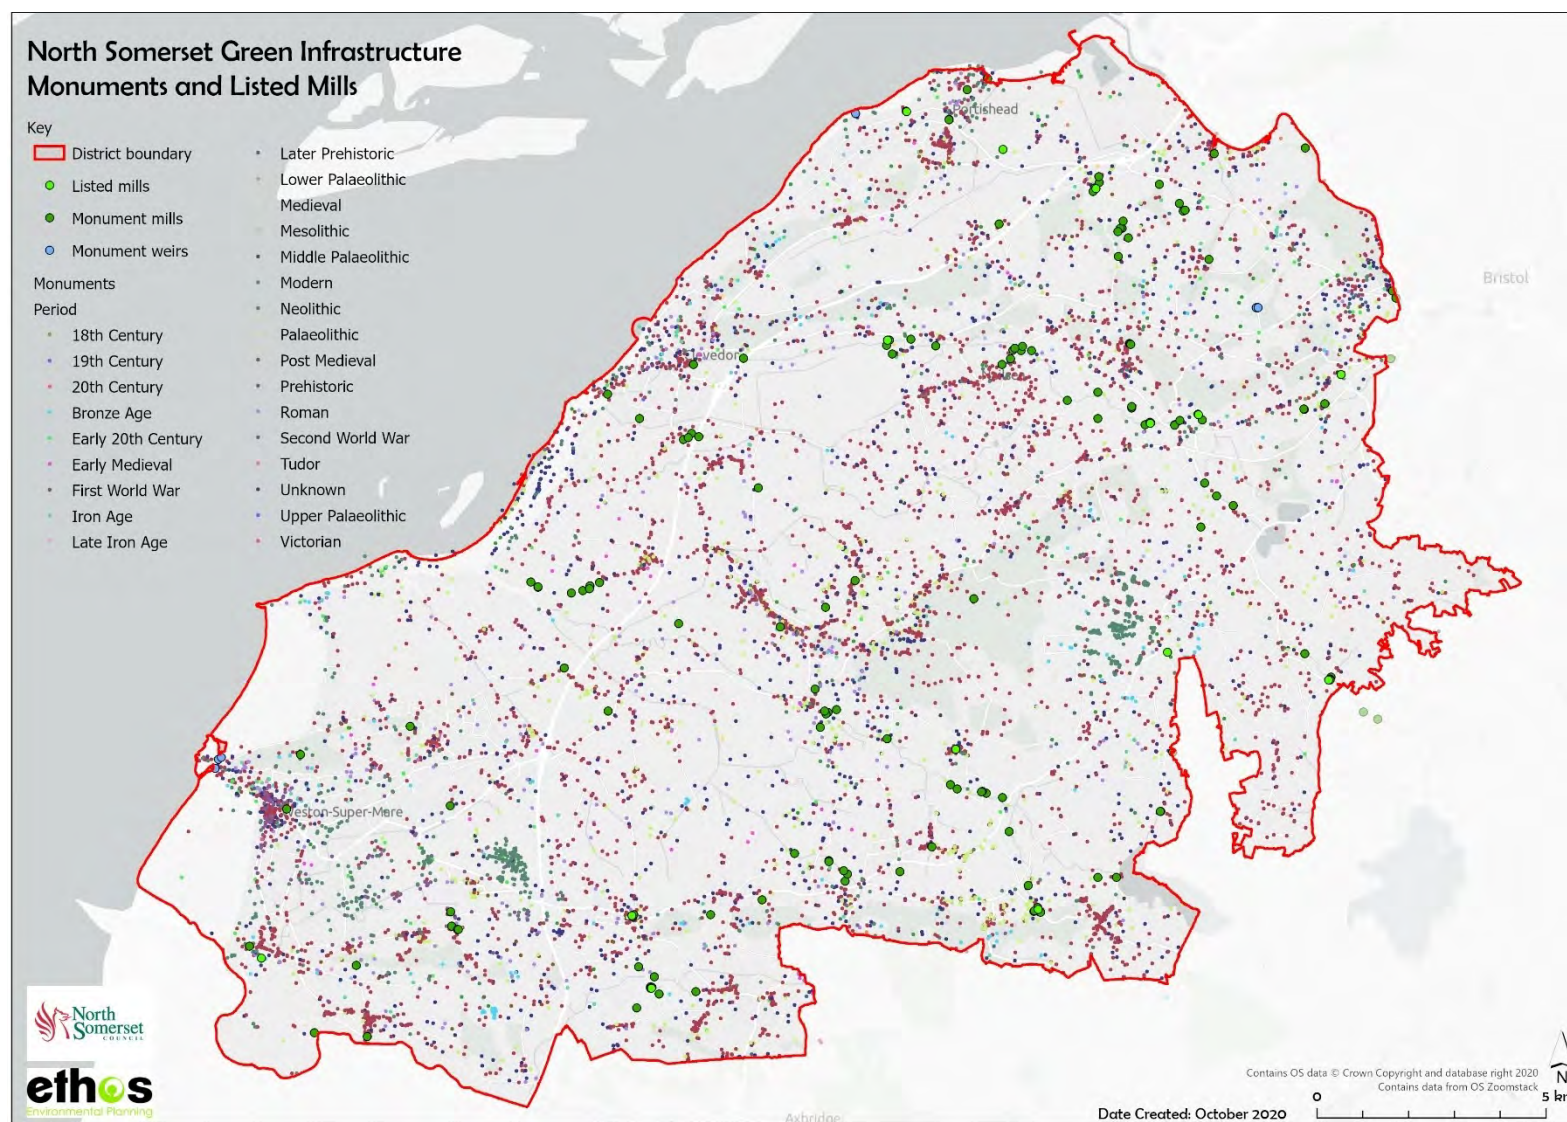 North Somerset Green Infrastructure
Monuments and Listed Mills
Key
District boundary
Listed mills
Monument mills
Monument weirs
Monuments
Period
18th Century
19th Century
20th Century
Bronze Age
Early 20th Century
Early Medieval
First World War
Iron Age
Late Iron Age
Later Prehistoric
Lower Palaeolithic
Medieval
Mesolithic
Middle Palaeolithic
Modern
Neolithic
Palaeolithic
Post Medieval
Prehistoric
Roman
Second World War
Tudor
Unknown
Upper Palaeolithic
Victorian
Portishead
Bristol
Clevedon
Weston-Super-Mare
Axbridge
North
Somerset
COUNCIL
ethos
Environmental Planning
Contains OS data © Crown Copyright and database right 2020
Contains data from OS Zoomstack
Date Created: October 2020
0
5 km
N